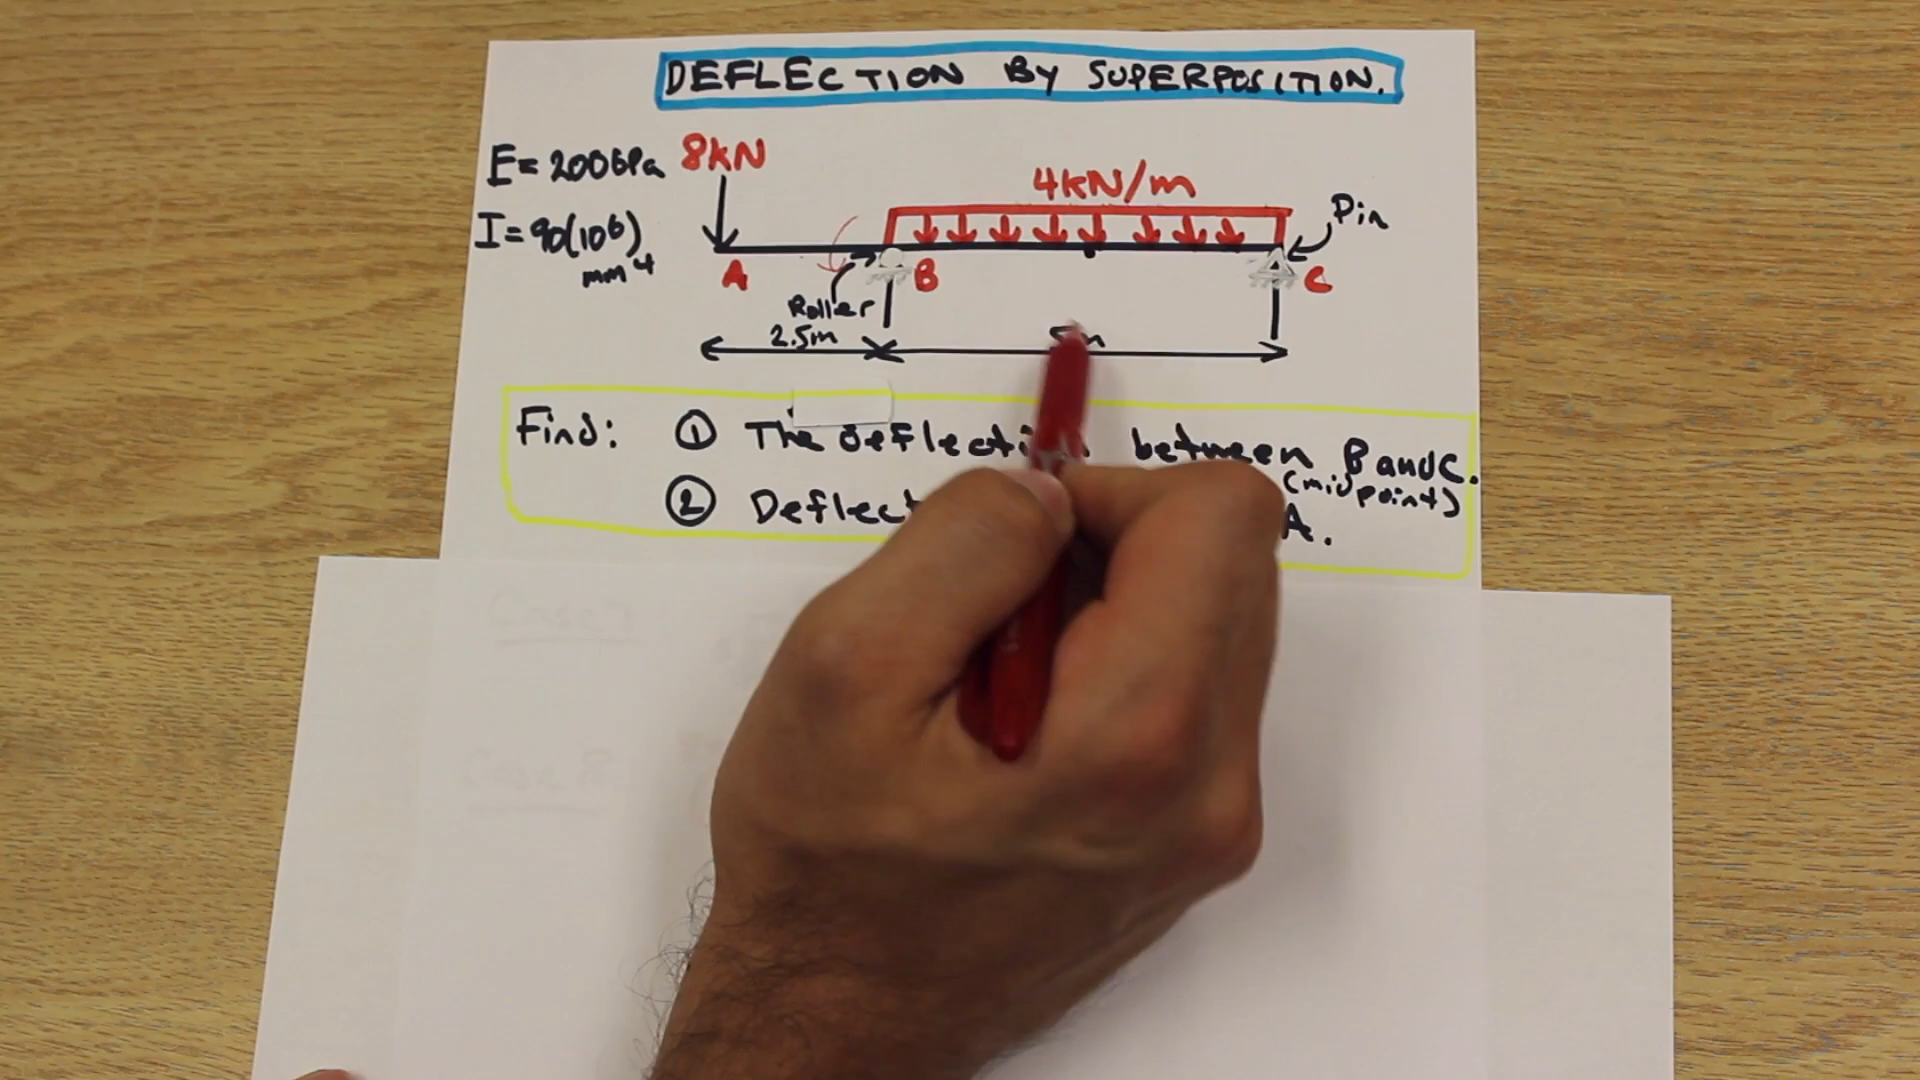 DEFLECTION BY SUPERPOSITION.
E = 200GPa
8kN
I = 90(10⁶)
mm⁴
4kN/m
Pin
A
B
C
Roller
2.5m
Find: ① The deflection between B and C.
(midpoint)
② Deflect A.